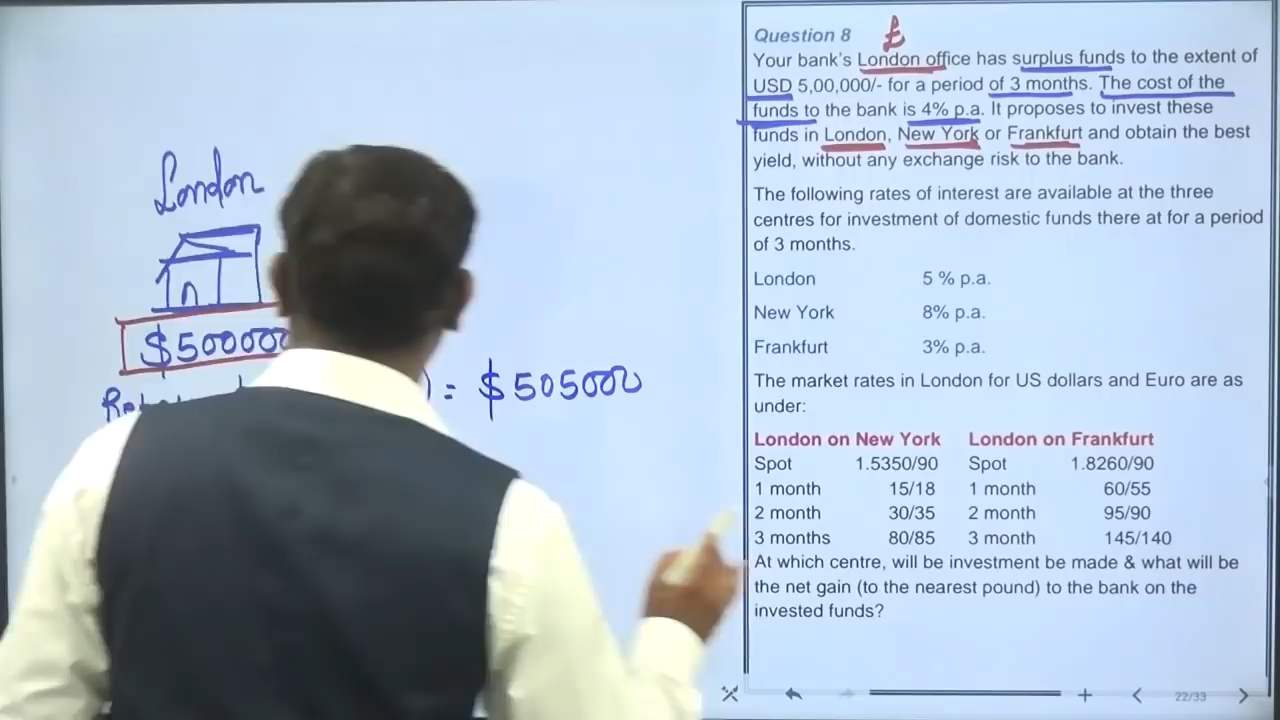 London
$500000
) = $505000
Question 8
£
Your bank's London office has surplus funds to the extent of
USD 5,00,000/- for a period of 3 months. The cost of the
funds to the bank is 4% p.a. It proposes to invest these
funds in London, New York or Frankfurt and obtain the best
yield, without any exchange risk to the bank.
The following rates of interest are available at the three
centres for investment of domestic funds there at for a period
of 3 months.
London 5 % p.a.
New York 8% p.a.
Frankfurt 3% p.a.
The market rates in London for US dollars and Euro are as
under:
London on New York London on Frankfurt
Spot 1.5350/90 Spot 1.8260/90
1 month 15/18 1 month 60/55
2 month 30/35 2 month 95/90
3 months 80/85 3 month 145/140
At which centre, will be investment be made & what will be
the net gain (to the nearest pound) to the bank on the
invested funds?
22/33